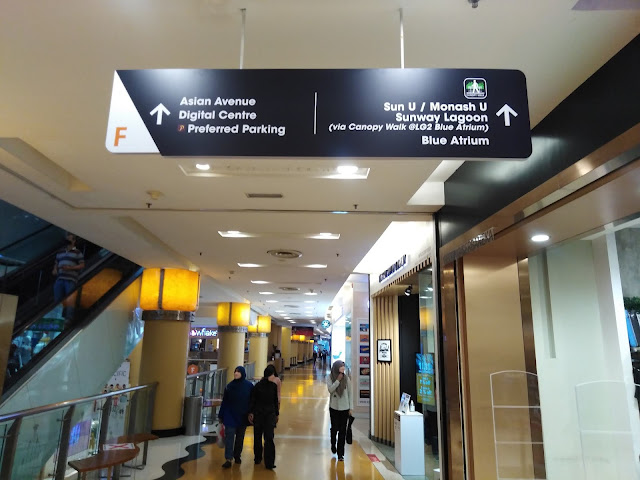 F
Asian Avenue
Digital Centre
P Preferred Parking
Sun U / Monash U
Sunway Lagoon
(via Canopy Walk @LG2 Blue Atrium)
Blue Atrium